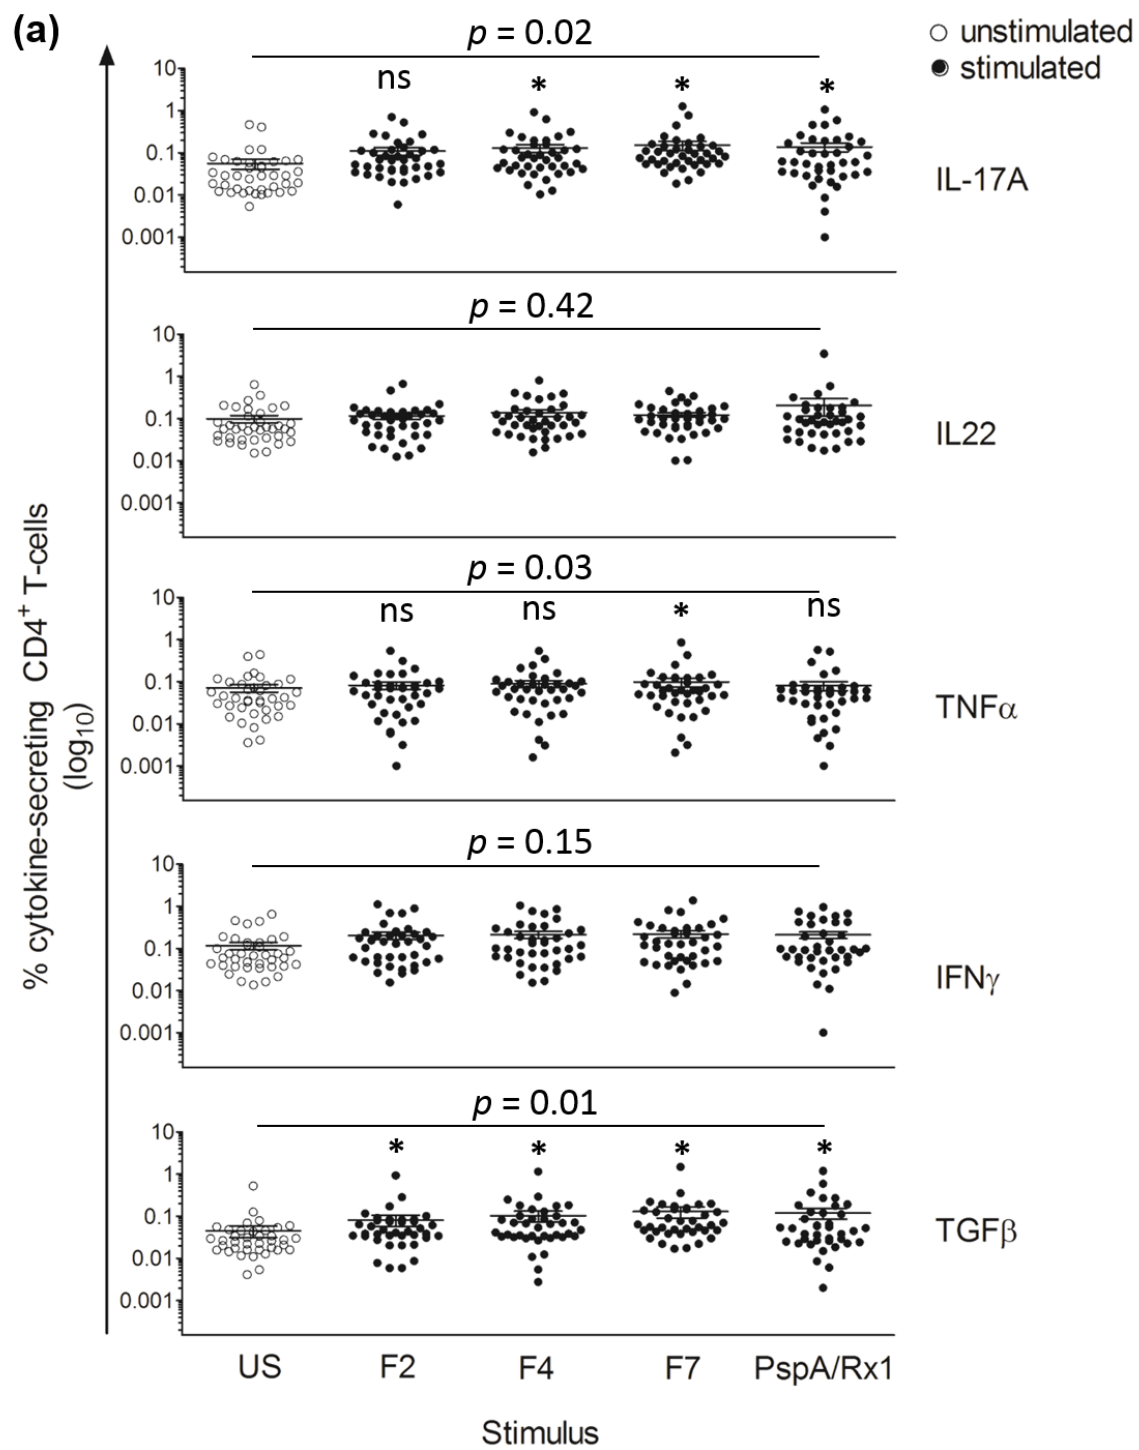 (a)
p = 0.02
○ unstimulated
● stimulated
ns * * *
10
1
0.1
0.01
0.001
IL-17A
p = 0.42
10
1
0.1
0.01
0.001
IL22
p = 0.03
ns ns * ns
10
1
0.1
0.01
0.001
TNFα
p = 0.15
10
1
0.1
0.01
0.001
IFNγ
p = 0.01
* * * *
10
1
0.1
0.01
0.001
TGFβ
% cytokine-secreting CD4⁺ T-cells
(log₁₀)
US F2 F4 F7 PspA/Rx1
Stimulus